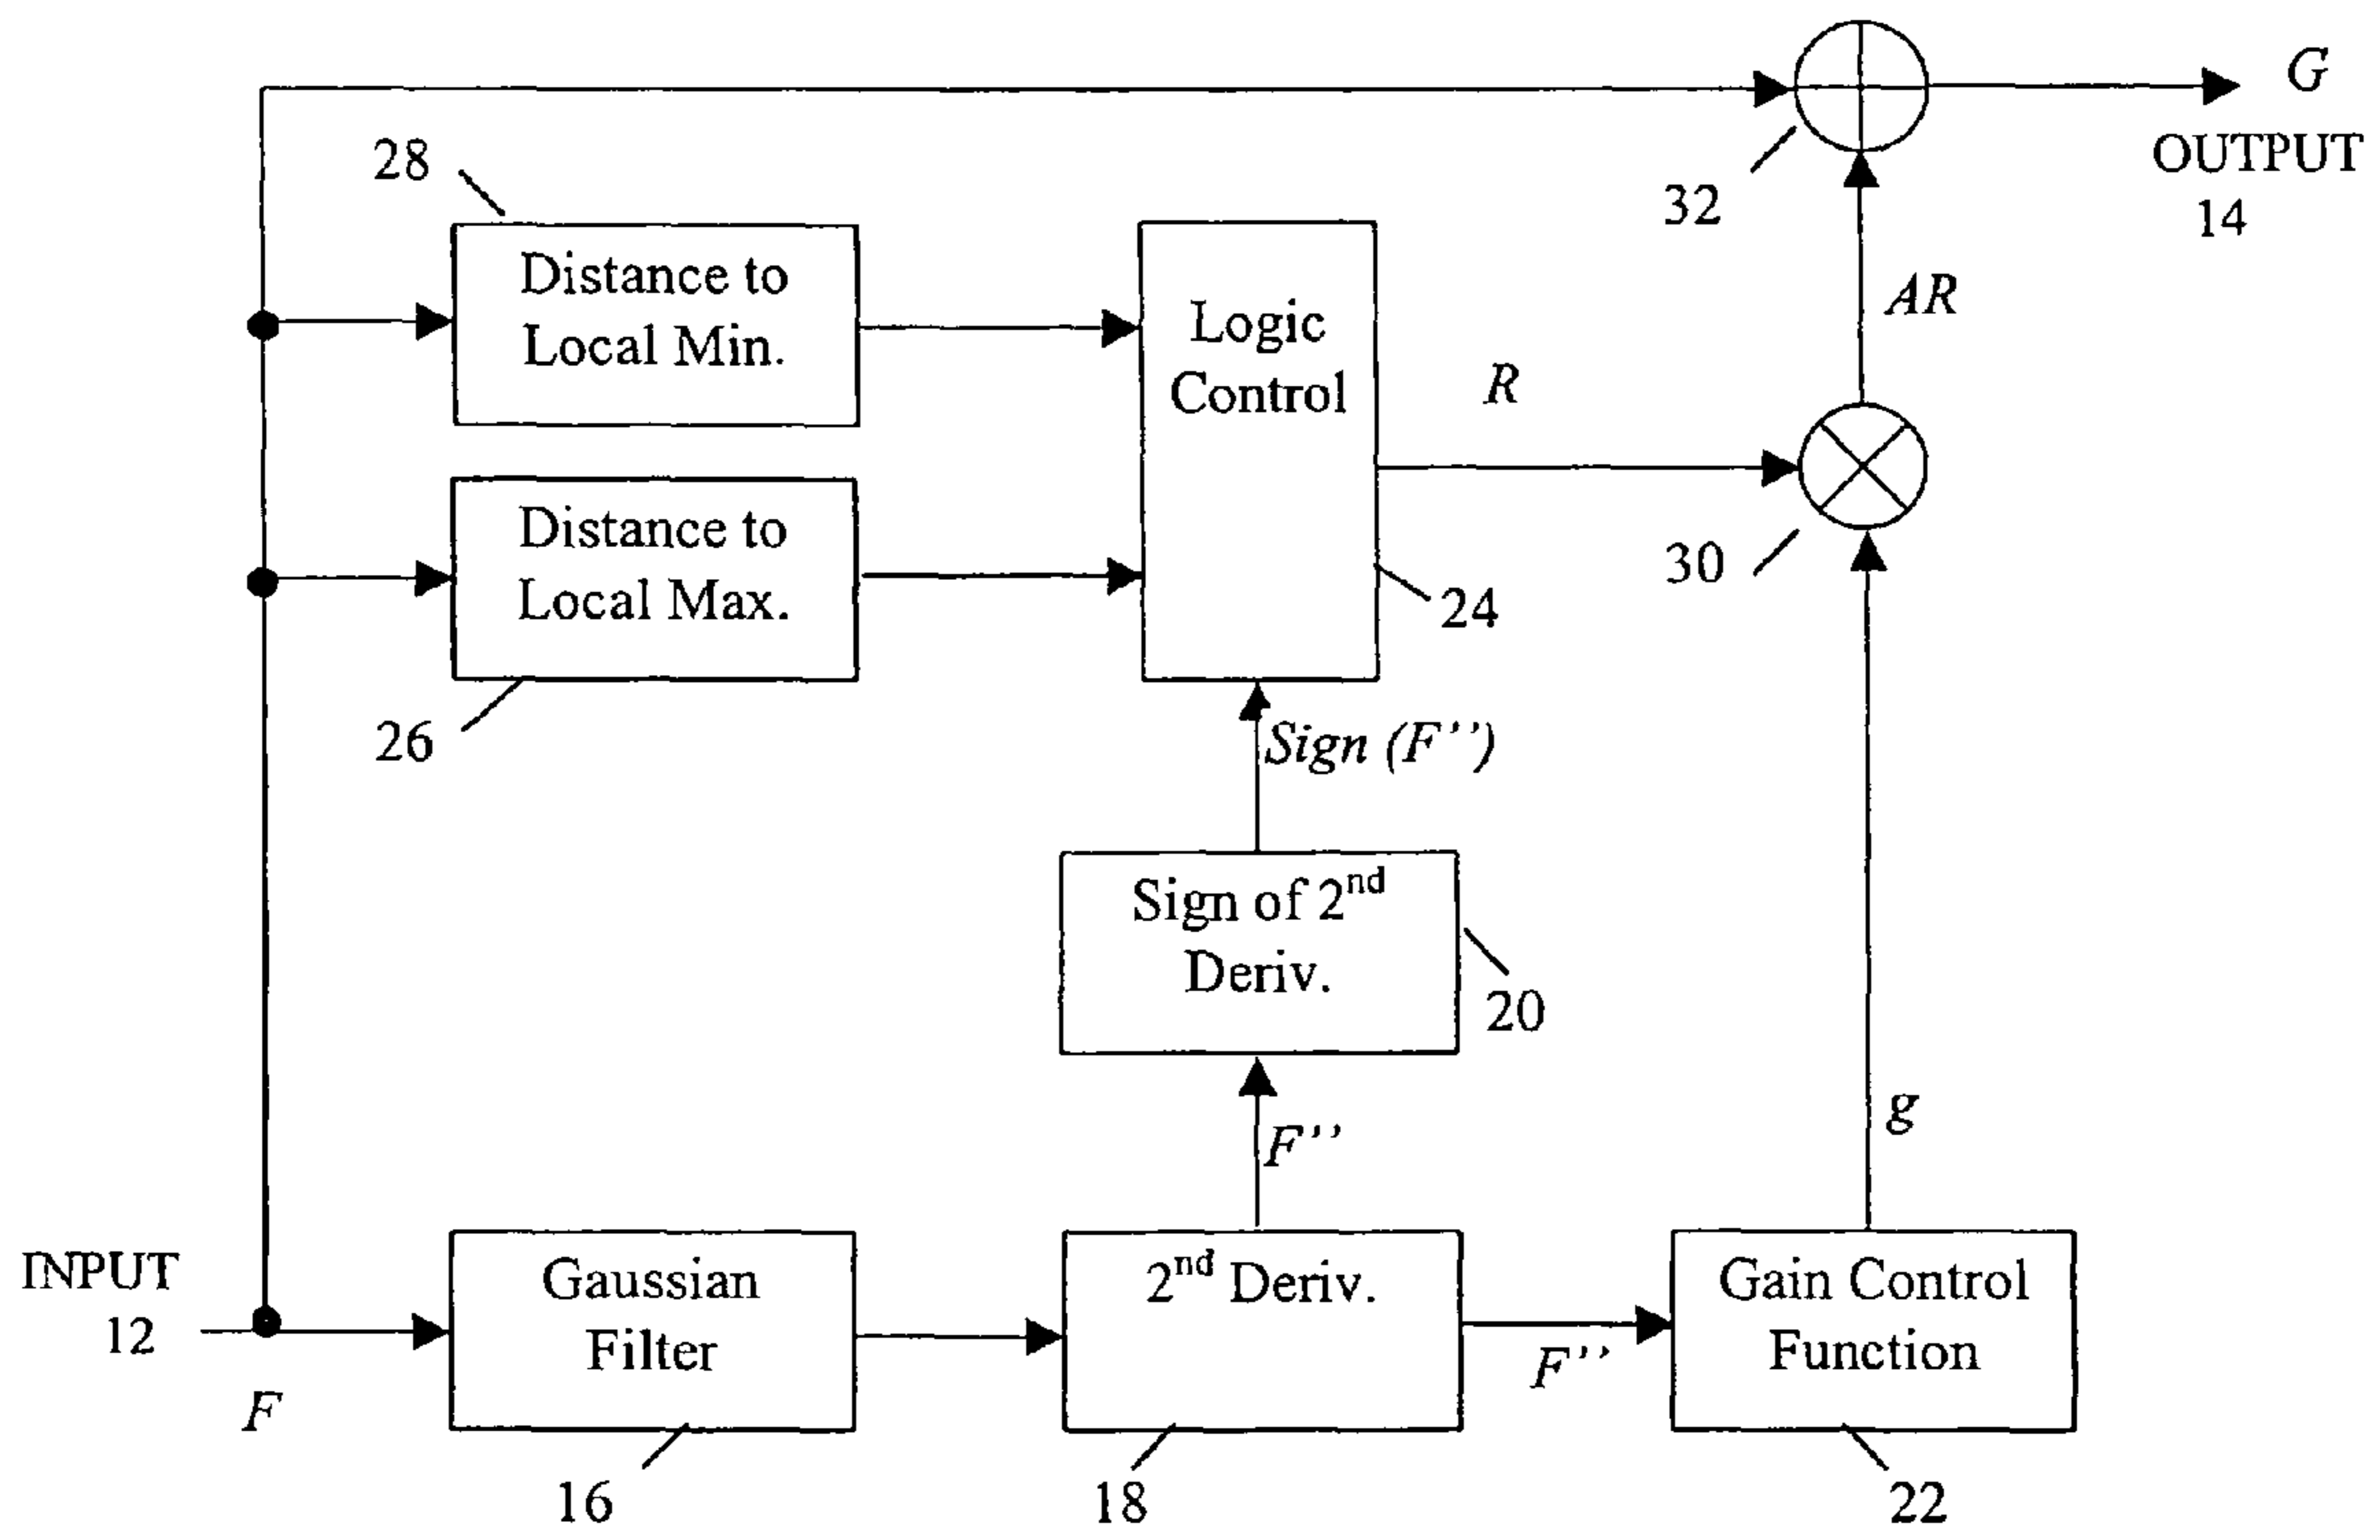 G
OUTPUT
14
32
28
Distance to
Local Min.
Logic
Control
AR
R
Distance to
Local Max.
30
24
26
Sign (F’’)
Sign of 2nd
Deriv.
20
F’’
g
INPUT
12
F
Gaussian
Filter
2nd Deriv.
F’’
Gain Control
Function
16
18
22